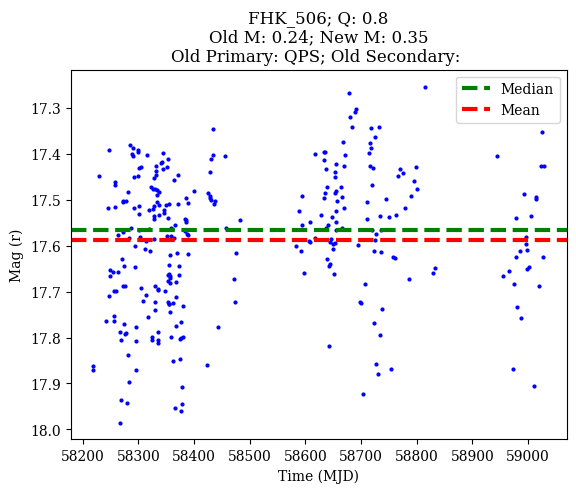 FHK_506; Q: 0.8
Old M: 0.24; New M: 0.35
Old Primary: QPS; Old Secondary:
Median
Mean
17.3
17.4
17.5
17.6
17.7
17.8
17.9
18.0
Mag (r)
58200 58300 58400 58500 58600 58700 58800 58900 59000
Time (MJD)